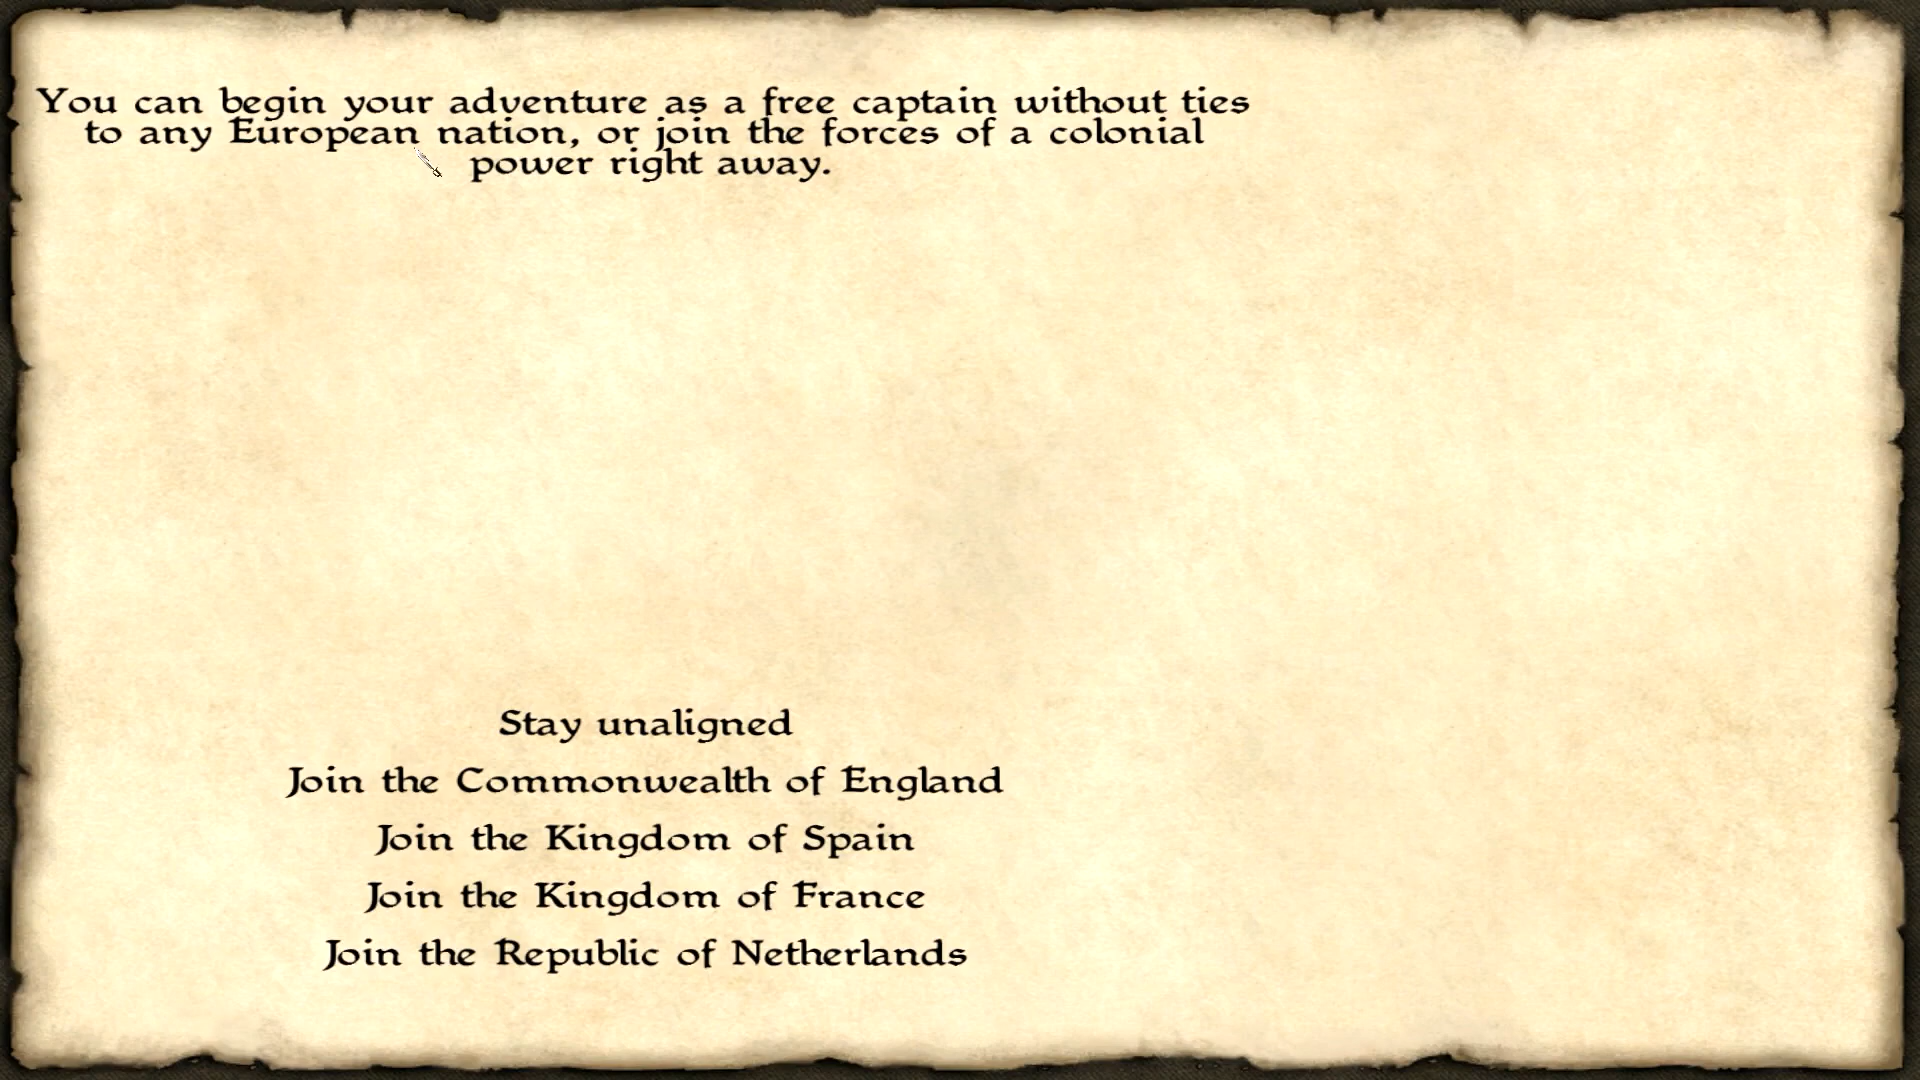 You can begin your adventure as a free captain without ties
to any European nation, or join the forces of a colonial
power right away.
Stay unaligned
Join the Commonwealth of England
Join the Kingdom of Spain
Join the Kingdom of France
Join the Republic of Netherlands